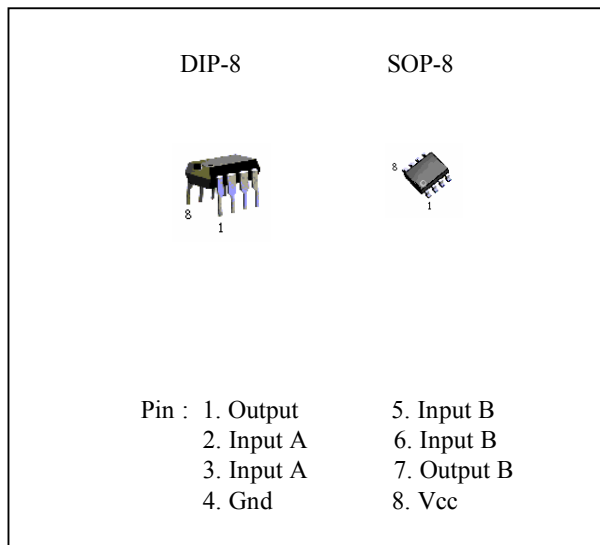 DIP-8 SOP-8
8
1
8
1
Pin : 1. Output 5. Input B
2. Input A 6. Input B
3. Input A 7. Output B
4. Gnd 8. Vcc